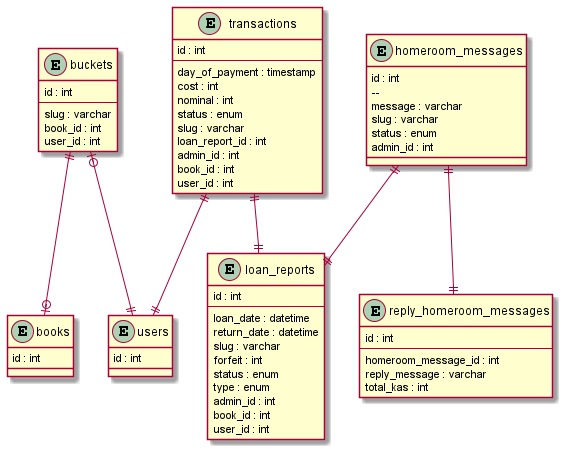 E buckets
id : int
slug : varchar
book_id : int
user_id : int
E transactions
id : int
day_of_payment : timestamp
cost : int
nominal : int
status : enum
slug : varchar
loan_report_id : int
admin_id : int
book_id : int
user_id : int
E homeroom_messages
id : int
--
message : varchar
slug : varchar
status : enum
admin_id : int
E books
id : int
E users
id : int
E loan_reports
id : int
loan_date : datetime
return_date : datetime
slug : varchar
forfeit : int
status : enum
type : enum
admin_id : int
book_id : int
user_id : int
E reply_homeroom_messages
id : int
homeroom_message_id : int
reply_message : varchar
total_kas : int